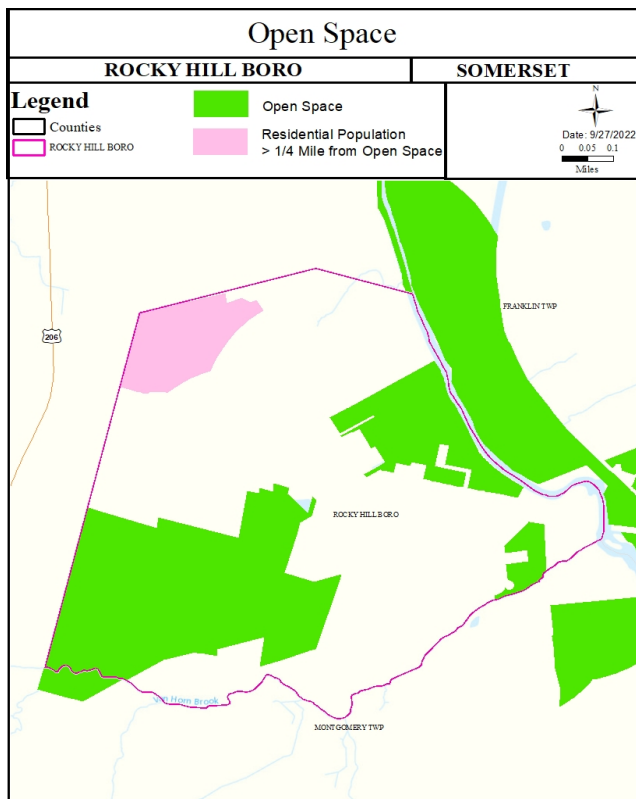 Open Space
ROCKY HILL BORO
SOMERSET
Legend
Counties
ROCKY HILL BORO
Open Space
Residential Population
> 1/4 Mile from Open Space
N
Date: 9/27/2022
0 0.05 0.1
Miles
FRANKLIN TWP
206
ROCKY HILL BORO
Van Horn Brook
MONTGOMERY TWP